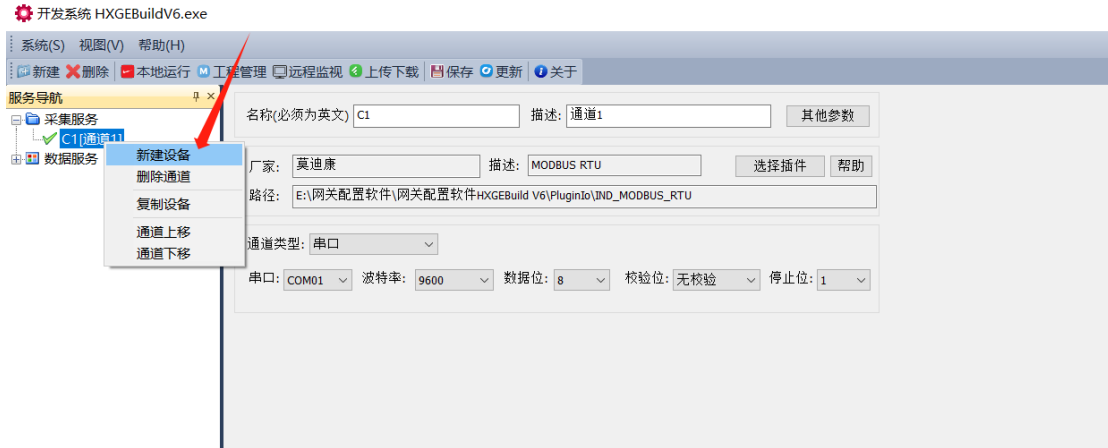 开发系统 HXGEBuildV6.exe
系统(S) 视图(V) 帮助(H)
新建 删除 本地运行 工程管理 远程监视 上传下载 保存 更新 关于
服务导航
采集服务
C1[通道1]
数据服务
新建设备
删除通道
复制设备
通道上移
通道下移
名称(必须为英文) C1 描述: 通道1 其他参数
厂家: 莫迪康 描述: MODBUS RTU 选择插件 帮助
路径: E:\网关配置软件\网关配置软件HXGEBuild V6\PluginIo\IND_MODBUS_RTU
通道类型: 串口
串口: COM01 波特率: 9600 数据位: 8 校验位: 无校验 停止位: 1